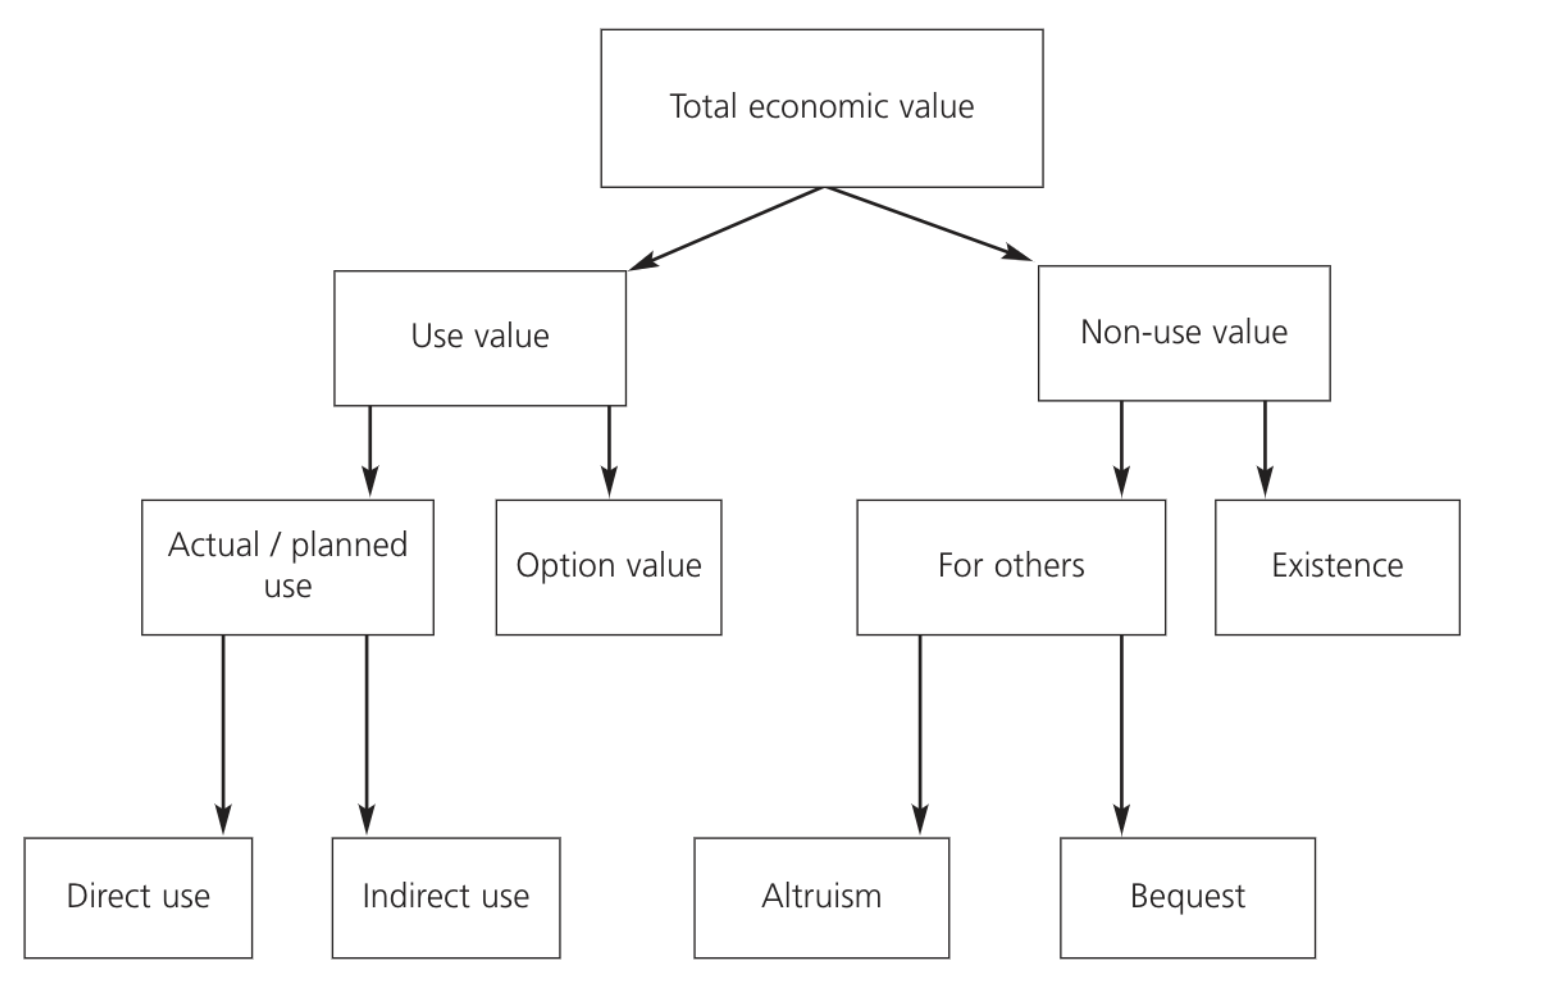 Total economic value
Use value
Non-use value
Actual / planned
use
Option value
For others
Existence
Direct use
Indirect use
Altruism
Bequest